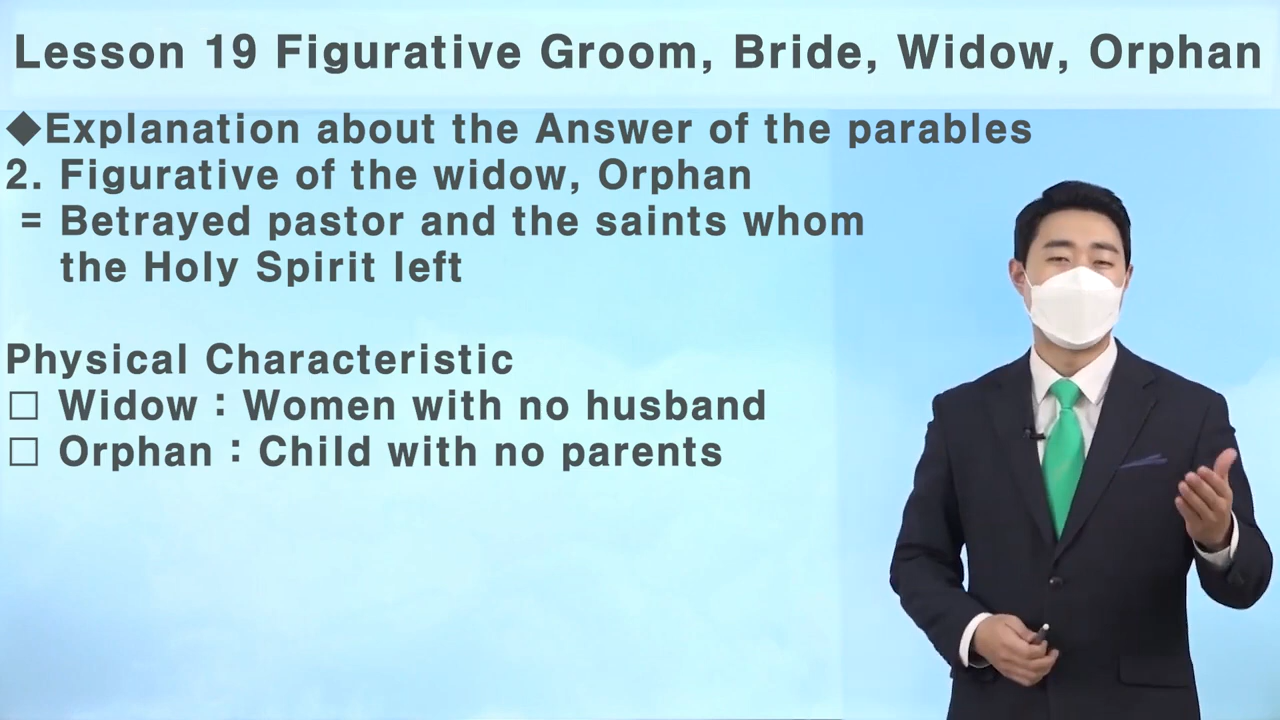 Lesson 19 Figurative Groom, Bride, Widow, Orphan
◆Explanation about the Answer of the parables
2. Figurative of the widow, Orphan
= Betrayed pastor and the saints whom
the Holy Spirit left
Physical Characteristic
□ Widow : Women with no husband
□ Orphan : Child with no parents